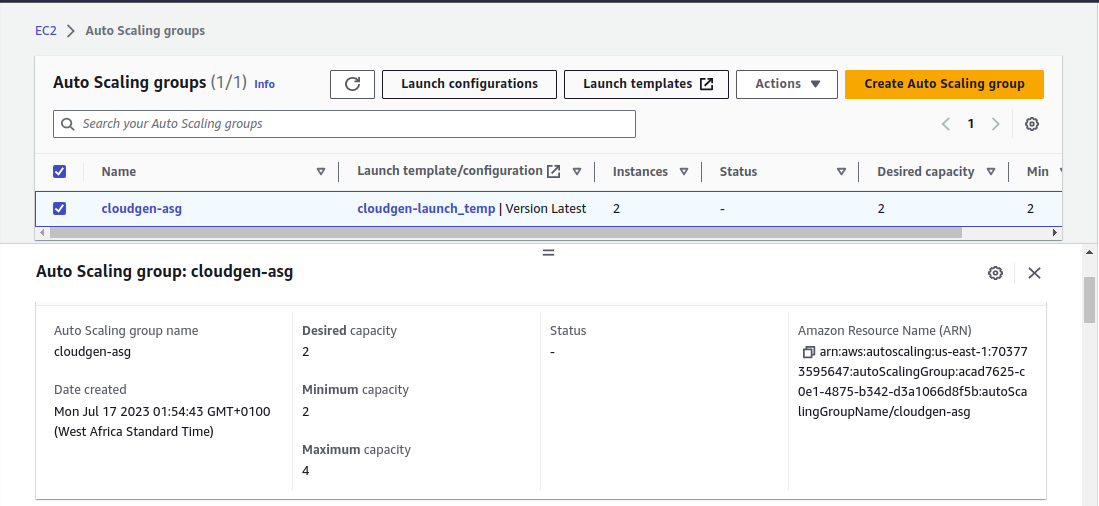 EC2 Auto Scaling groups
Auto Scaling groups (1/1) Info Launch configurations Launch templates Actions Create Auto Scaling group
Search your Auto Scaling groups 1
Name Launch template/configuration Instances Status Desired capacity Min
cloudgen-asg cloudgen-launch_temp | Version Latest 2 - 2 2
Auto Scaling group: cloudgen-asg
Auto Scaling group name
cloudgen-asg
Date created
Mon Jul 17 2023 01:54:43 GMT+0100
(West Africa Standard Time)
Desired capacity
2
Minimum capacity
2
Maximum capacity
4
Status
-
Amazon Resource Name (ARN)
arn:aws:autoscaling:us-east-1:70377
3595647:autoScalingGroup:acad7625-c
0e1-4875-b342-d3a1066d8f5b:autoSca
lingGroupName/cloudgen-asg